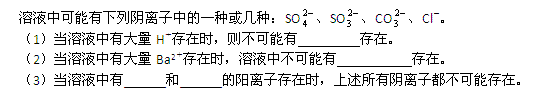 溶液中可能有下列阴离子中的一种或几种：SO₄²⁻、SO₃²⁻、CO₃²⁻、Cl⁻。
（1）当溶液中有大量 H⁺存在时，则不可能有________存在。
（2）当溶液中有大量 Ba²⁺存在时，溶液中不可能有__________存在。
（3）当溶液中有______和______的阳离子存在时，上述所有阴离子都不可能存在。